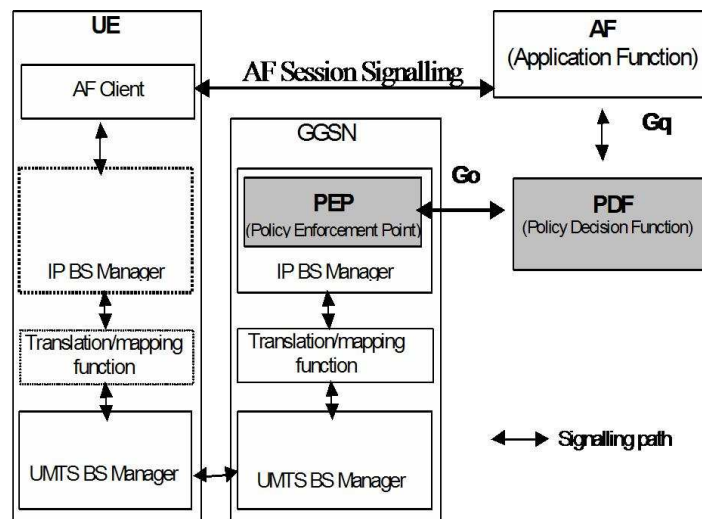 UE
AF
(Application Function)
AF Session Signalling
AF Client
Gq
GGSN
Go
PEP
(Policy Enforcement Point)
PDF
(Policy Decision Function)
IP BS Manager
IP BS Manager
Translation/mapping
function
Translation/mapping
function
Signalling path
UMTS BS Manager
UMTS BS Manager